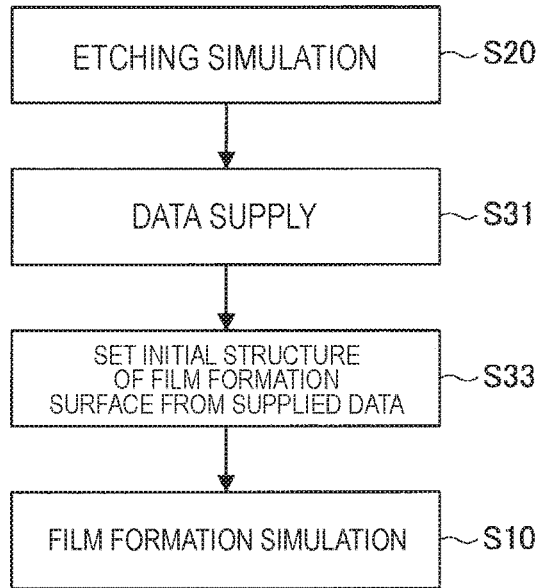 ETCHING SIMULATION
S20
DATA SUPPLY
S31
SET INITIAL STRUCTURE
OF FILM FORMATION
SURFACE FROM SUPPLIED DATA
S33
FILM FORMATION SIMULATION
S10